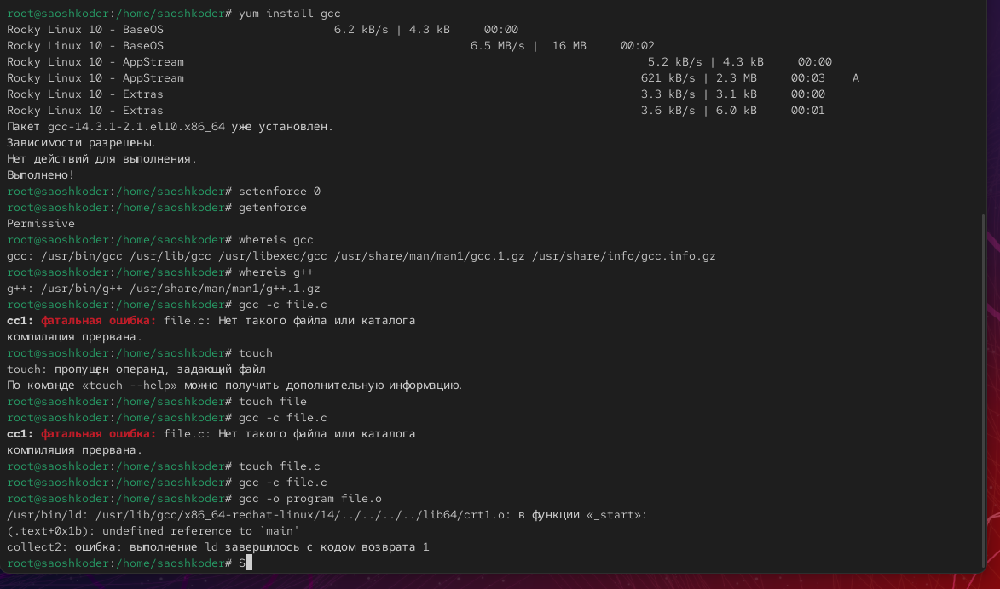 root@saoshkoder:/home/saoshkoder# yum install gcc
Rocky Linux 10 - BaseOS 6.2 kB/s | 4.3 kB 00:00
Rocky Linux 10 - BaseOS 6.5 MB/s | 16 MB 00:02
Rocky Linux 10 - AppStream 5.2 kB/s | 4.3 kB 00:00
Rocky Linux 10 - AppStream 621 kB/s | 2.3 MB 00:03 A
Rocky Linux 10 - Extras 3.3 kB/s | 3.1 kB 00:00
Rocky Linux 10 - Extras 3.6 kB/s | 6.0 kB 00:01
Пакет gcc-14.3.1-2.1.el10.x86_64 уже установлен.
Зависимости разрешены.
Нет действий для выполнения.
Выполнено!
root@saoshkoder:/home/saoshkoder# setenforce 0
root@saoshkoder:/home/saoshkoder# getenforce
Permissive
root@saoshkoder:/home/saoshkoder# whereis gcc
gcc: /usr/bin/gcc /usr/lib/gcc /usr/libexec/gcc /usr/share/man/man1/gcc.1.gz /usr/share/info/gcc.info.gz
root@saoshkoder:/home/saoshkoder# whereis g++
g++: /usr/bin/g++ /usr/share/man/man1/g++.1.gz
root@saoshkoder:/home/saoshkoder# gcc -c file.c
cc1: фатальная ошибка: file.c: Нет такого файла или каталога
компиляция прервана.
root@saoshkoder:/home/saoshkoder# touch
touch: пропущен операнд, задающий файл
По команде «touch --help» можно получить дополнительную информацию.
root@saoshkoder:/home/saoshkoder# touch file
root@saoshkoder:/home/saoshkoder# gcc -c file.c
cc1: фатальная ошибка: file.c: Нет такого файла или каталога
компиляция прервана.
root@saoshkoder:/home/saoshkoder# touch file.c
root@saoshkoder:/home/saoshkoder# gcc -c file.c
root@saoshkoder:/home/saoshkoder# gcc -o program file.o
/usr/bin/ld: /usr/lib/gcc/x86_64-redhat-linux/14/../../../../lib64/crt1.o: в функции «_start»:
(.text+0x1b): undefined reference to `main'
collect2: ошибка: выполнение ld завершилось с кодом возврата 1
root@saoshkoder:/home/saoshkoder# S